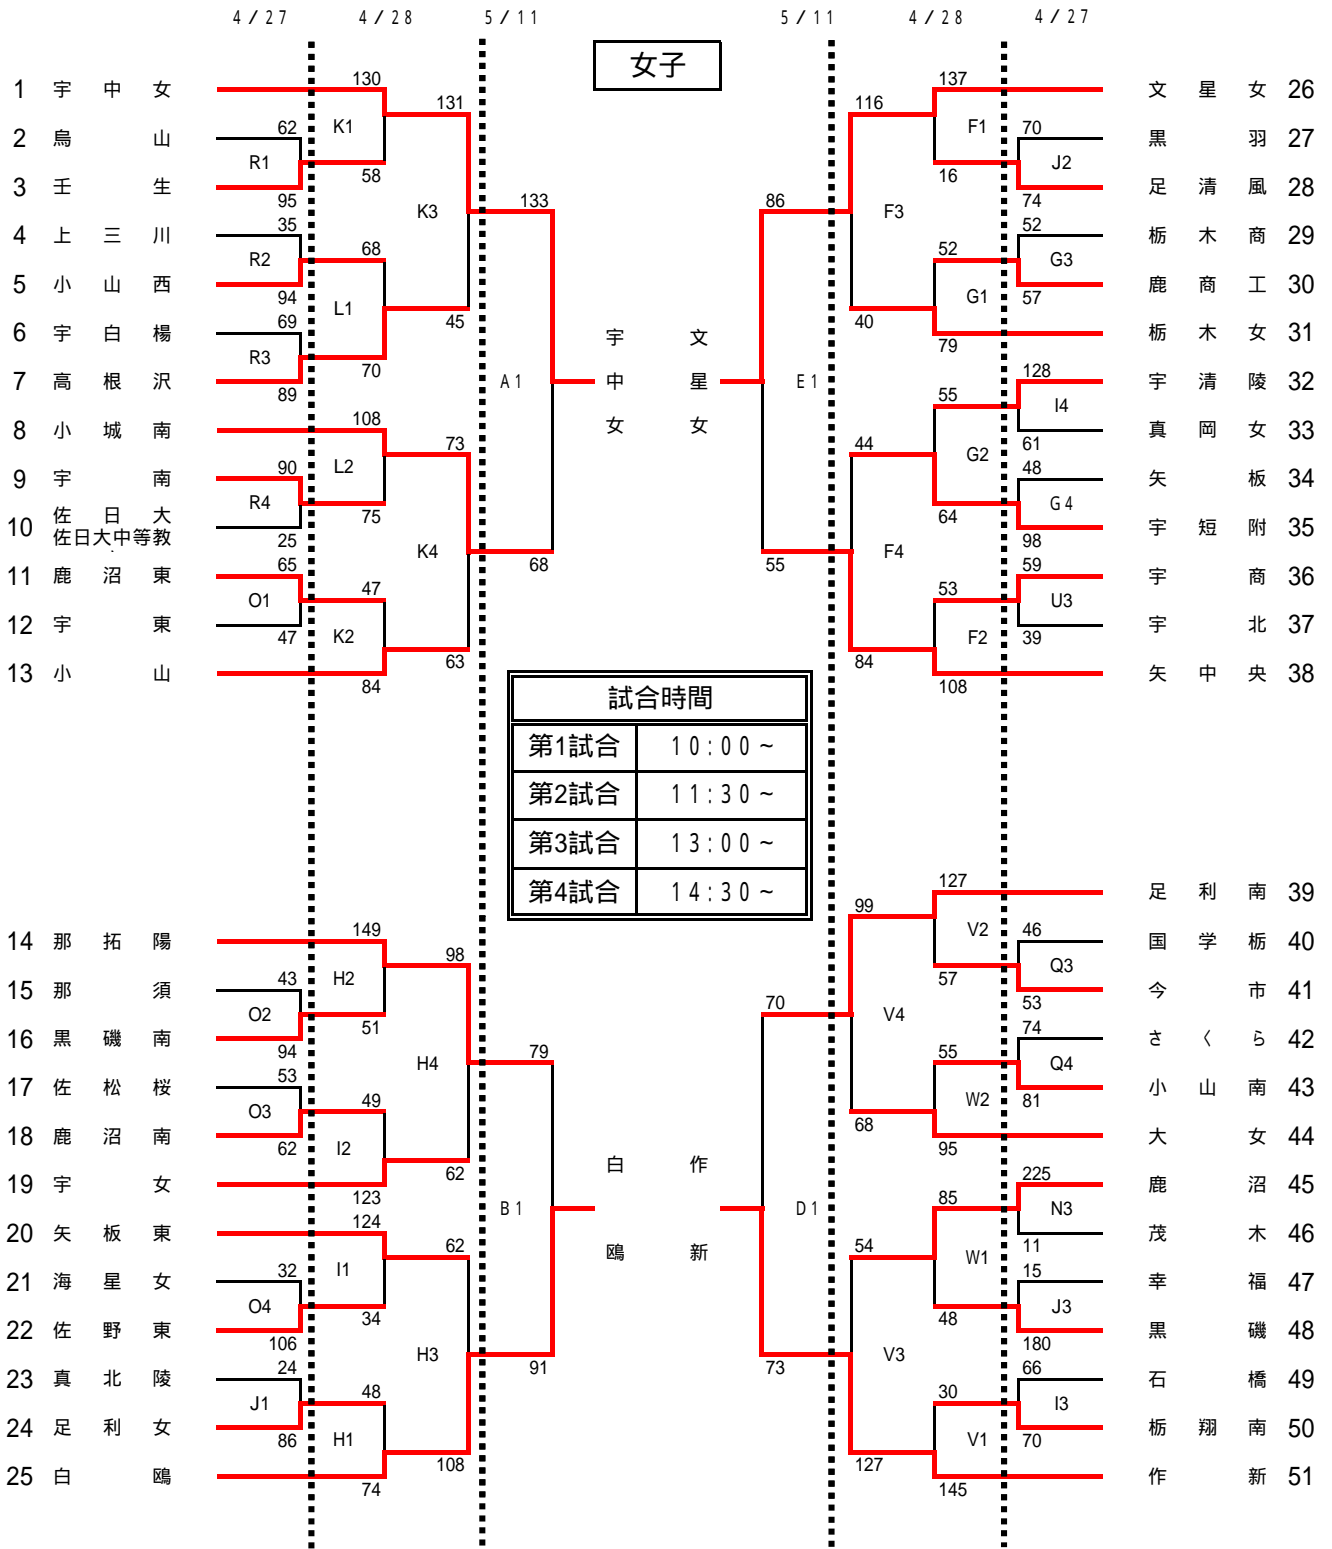 4/27 4/28 5/11 5/11 4/28 4/27
女子
1 宇中女 130 137 文星女 26
131 116
2 烏山 62 K1 F1 70 黒羽 27
R1 58 16 J2
3 壬生 95 K3 133 86 F3 74 足清風 28
4 上三川 35 52 栃木商 29
R2 68 52 G3
5 小山西 94 57 鹿商工 30
L1 45 40 G1
6 宇白楊 69 79 栃木女 31
R3 70
7 高根沢 89 A1 宇中女 文星女 E1 128 宇清陵 32
I4
8 小城南 108 73 44 55 61 真岡女 33
L2 G2
9 宇南 90 48 矢板 34
R4 75 64 G4
10 佐日大 25 98 宇短附 35
佐日大中等教
K4 68 55 F4
11 鹿沼東 65 59 宇商 36
O1 47 53 U3
12 宇東 47 K2 F2 39 宇北 37
63 84
13 小山 84 108 矢中央 38
試合時間
第1試合 10:00~
第2試合 11:30~
第3試合 13:00~
第4試合 14:30~
127 足利南 39
99
14 那拓陽 149 98 V2 46 国学栃 40
H2 57 Q3
15 那須 43 53 今市 41
O2 51 70 V4
16 黒磯南 94 H4 79 74 さくら 42
55 Q4
17 佐松桜 53 81 小山南 43
O3 49 68 W2
18 鹿沼南 62 I2 95 大女 44
62
19 宇女 123 225 鹿沼 45
B1 白鴎 作新 D1 85 N3
20 矢板東 124 62 54 11 茂木 46
I1 W1
21 海星女 32 15 幸福 47
O4 34 48 J3
22 佐野東 106 180 黒磯 48
H3 91 73 V3
23 真北陵 24 66 石橋 49
J1 48 30 I3
24 足利女 86 H1 V1 70 栃翔南 50
108 127
25 白鴎 74 145 作新 51